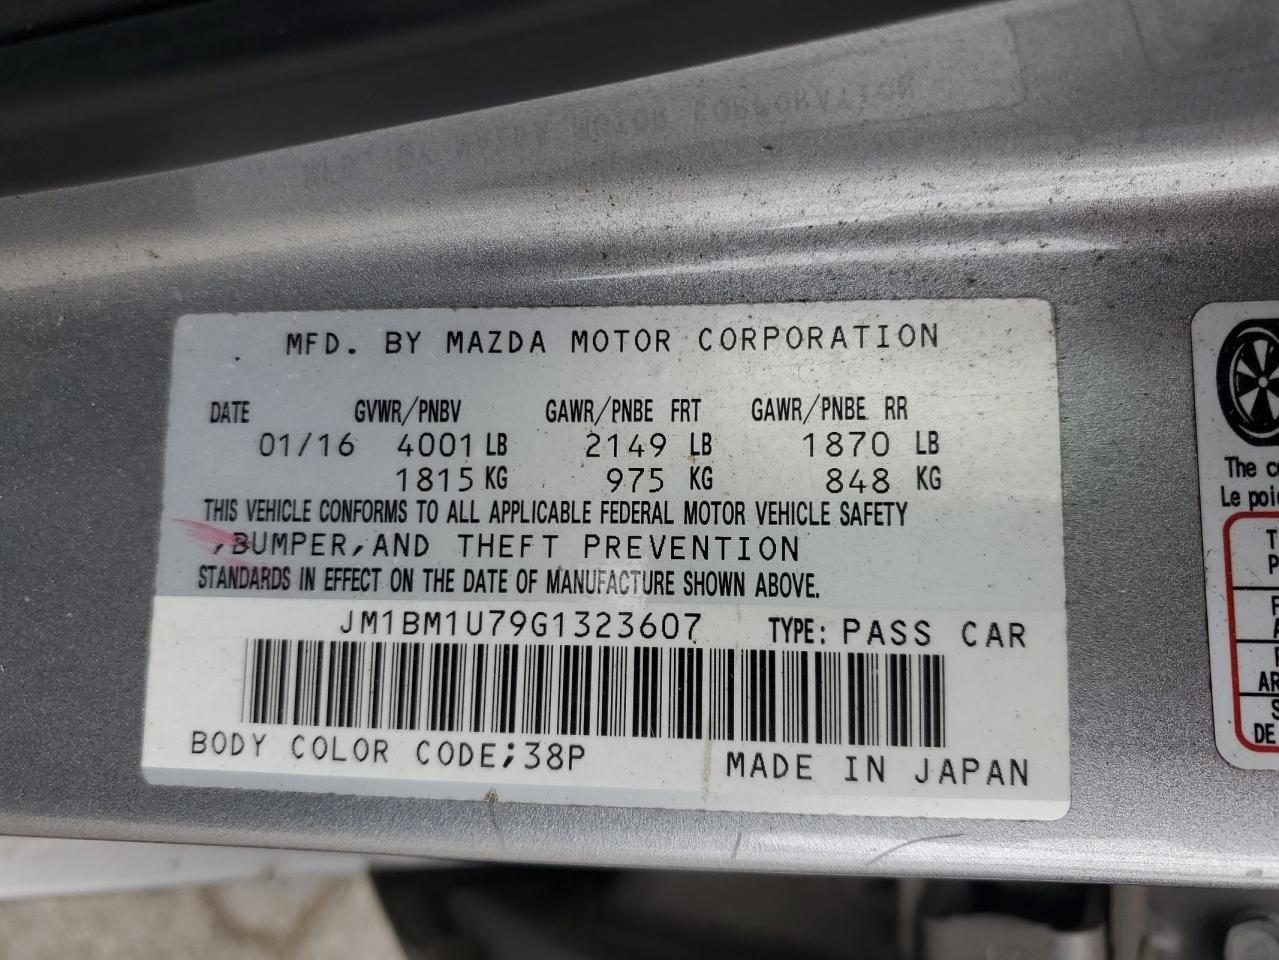 MFD. BY MAZDA MOTOR CORPORATION
DATE GVWR/PNBV GAWR/PNBE FRT GAWR/PNBE RR
01/16 4001 LB 2149 LB 1870 LB
1815 KG 975 KG 848 KG
THIS VEHICLE CONFORMS TO ALL APPLICABLE FEDERAL MOTOR VEHICLE SAFETY
,BUMPER,AND THEFT PREVENTION
STANDARDS IN EFFECT ON THE DATE OF MANUFACTURE SHOWN ABOVE.
JM1BM1U79G1323607 TYPE: PASS CAR
BODY COLOR CODE;38P MADE IN JAPAN
The
Le
DE